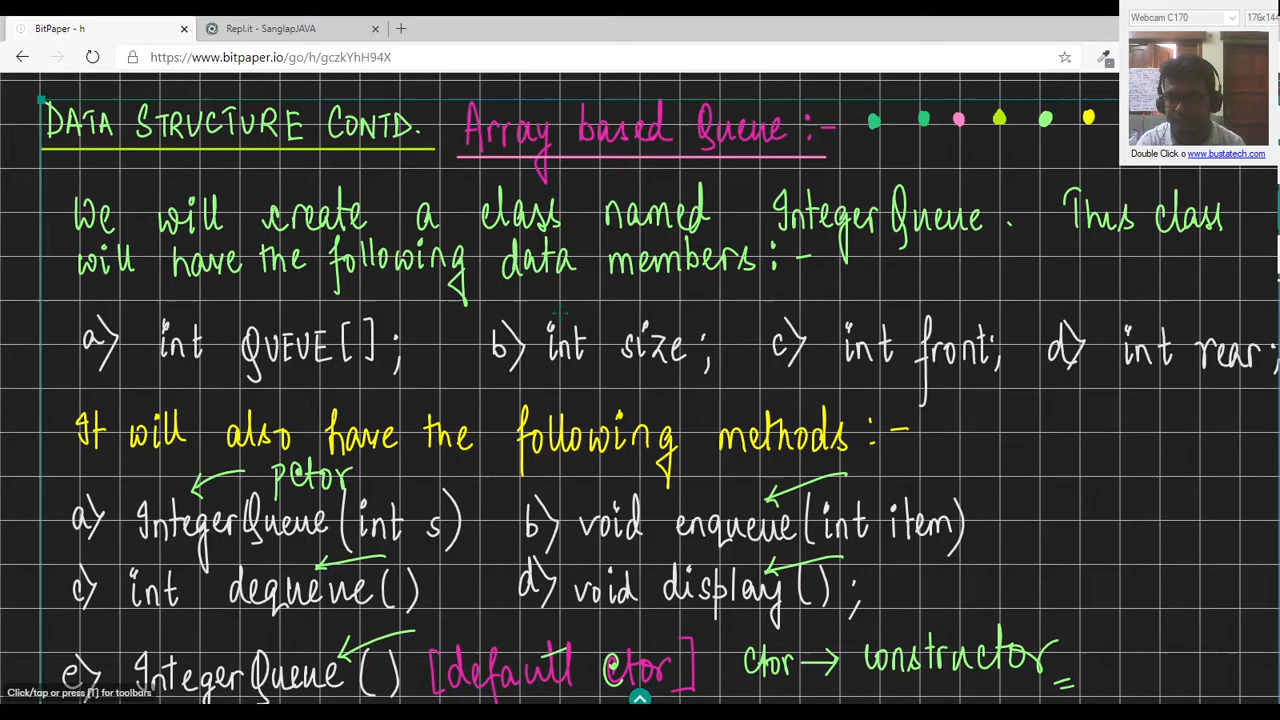 BitPaper - h
Repl.it - SanglapJAVA
https://www.bitpaper.io/go/h/gczkYhH94X
Webcam C170
176x144
Double Click o www.bustatech.com
DATA STRUCTURE CONTD. Array based Queue :-
We will create a class named IntegerQueue. This class
will have the following data members :-
a) int QUEUE[]; b) int size; c) int front; d) int rear;
It will also have the following methods :-
pctor
a) IntegerQueue(int s) b) void enqueue(int item)
c) int dequeue() d) void display();
e) IntegerQueue() [default ctor] ctor → constructor
Click/tap or press [T] for toolbars